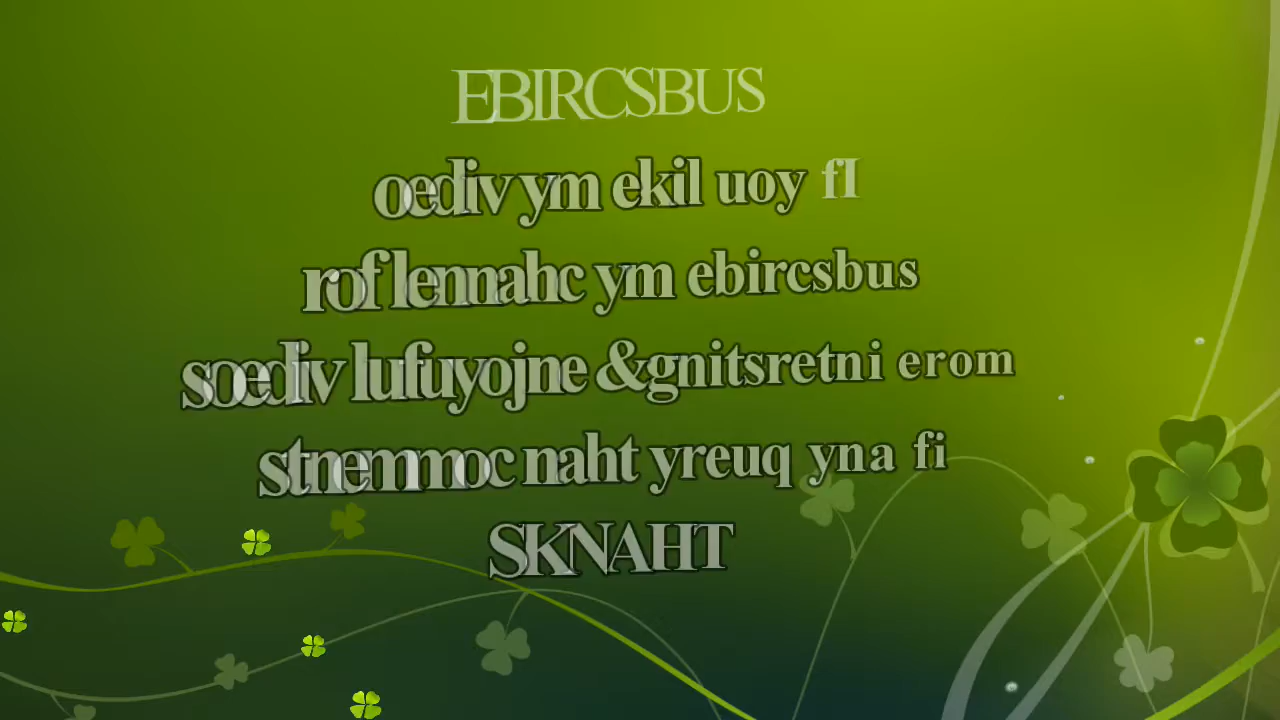 EBIRCSBUS
oediv ym ekil uoy fI
rof lennahc ym ebircsbus
soediv lufuyojne &gnitsretni erom
stnemmoc naht yreuq yna fi
SKNAHT